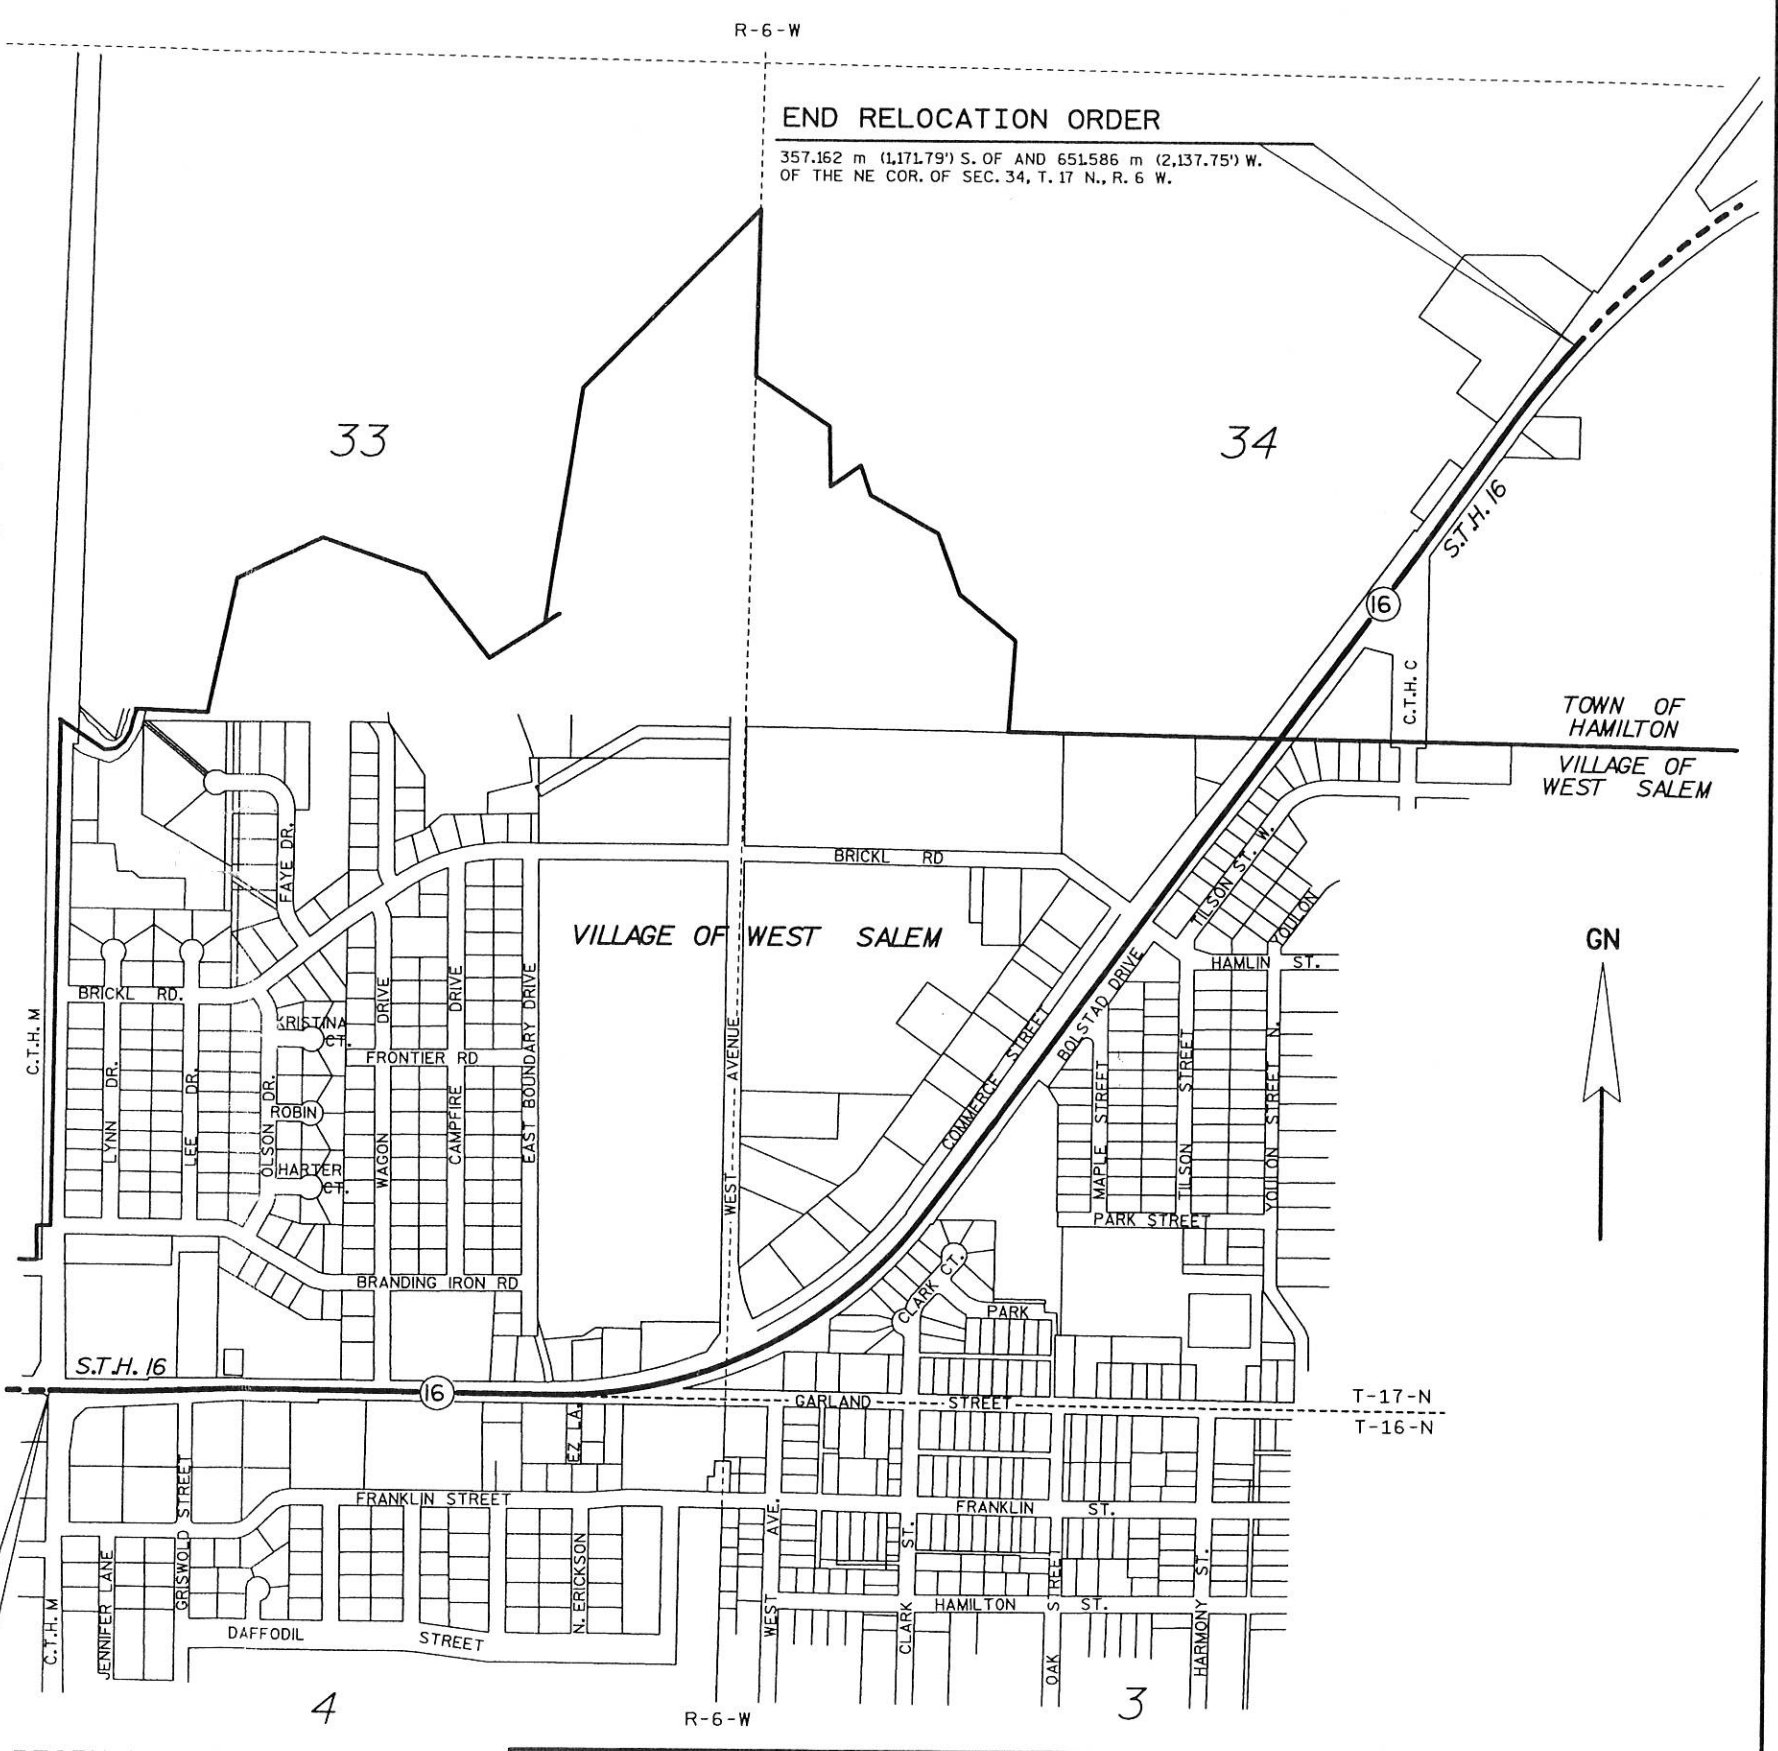 R-6-W
END RELOCATION ORDER
357.162 m (1,171.79') S. OF AND 651.586 m (2,137.75') W.
OF THE NE COR. OF SEC. 34, T. 17 N., R. 6 W.
33
34
S.T.H. 16
16
C.T.H. C
TOWN OF
HAMILTON
VILLAGE OF
WEST SALEM
FAYE DR.
BRICKL RD
TILSON ST. W.
YOULON
VILLAGE OF WEST SALEM
GN
HAMLIN ST.
BRICKL RD.
C.T.H. M
DRIVE
DRIVE
EAST BOUNDARY DRIVE
KRISTINA
CT.
FRONTIER RD
WEST AVENUE
COMMERCE STREET
BOLSTAD DRIVE
LYNN DR.
LEE DR.
OLSON DR.
ROBIN
WAGON
CAMPFIRE
MAPLE STREET
TILSON STREET
YOULON STREET N.
HARTER
CT.
WEST
PARK STREET
BRANDING IRON RD
CLARK CT.
PARK
S.T.H. 16
16
GARLAND STREET
T-17-N
T-16-N
EZ LA.
GRISWOLD STREET
FRANKLIN STREET
FRANKLIN ST.
JENNIFER LANE
N. ERICKSON
WEST AVE.
CLARK ST.
OAK STREET
HARMONY ST.
HAMILTON ST.
C.T.H. M
DAFFODIL STREET
4
3
R-6-W